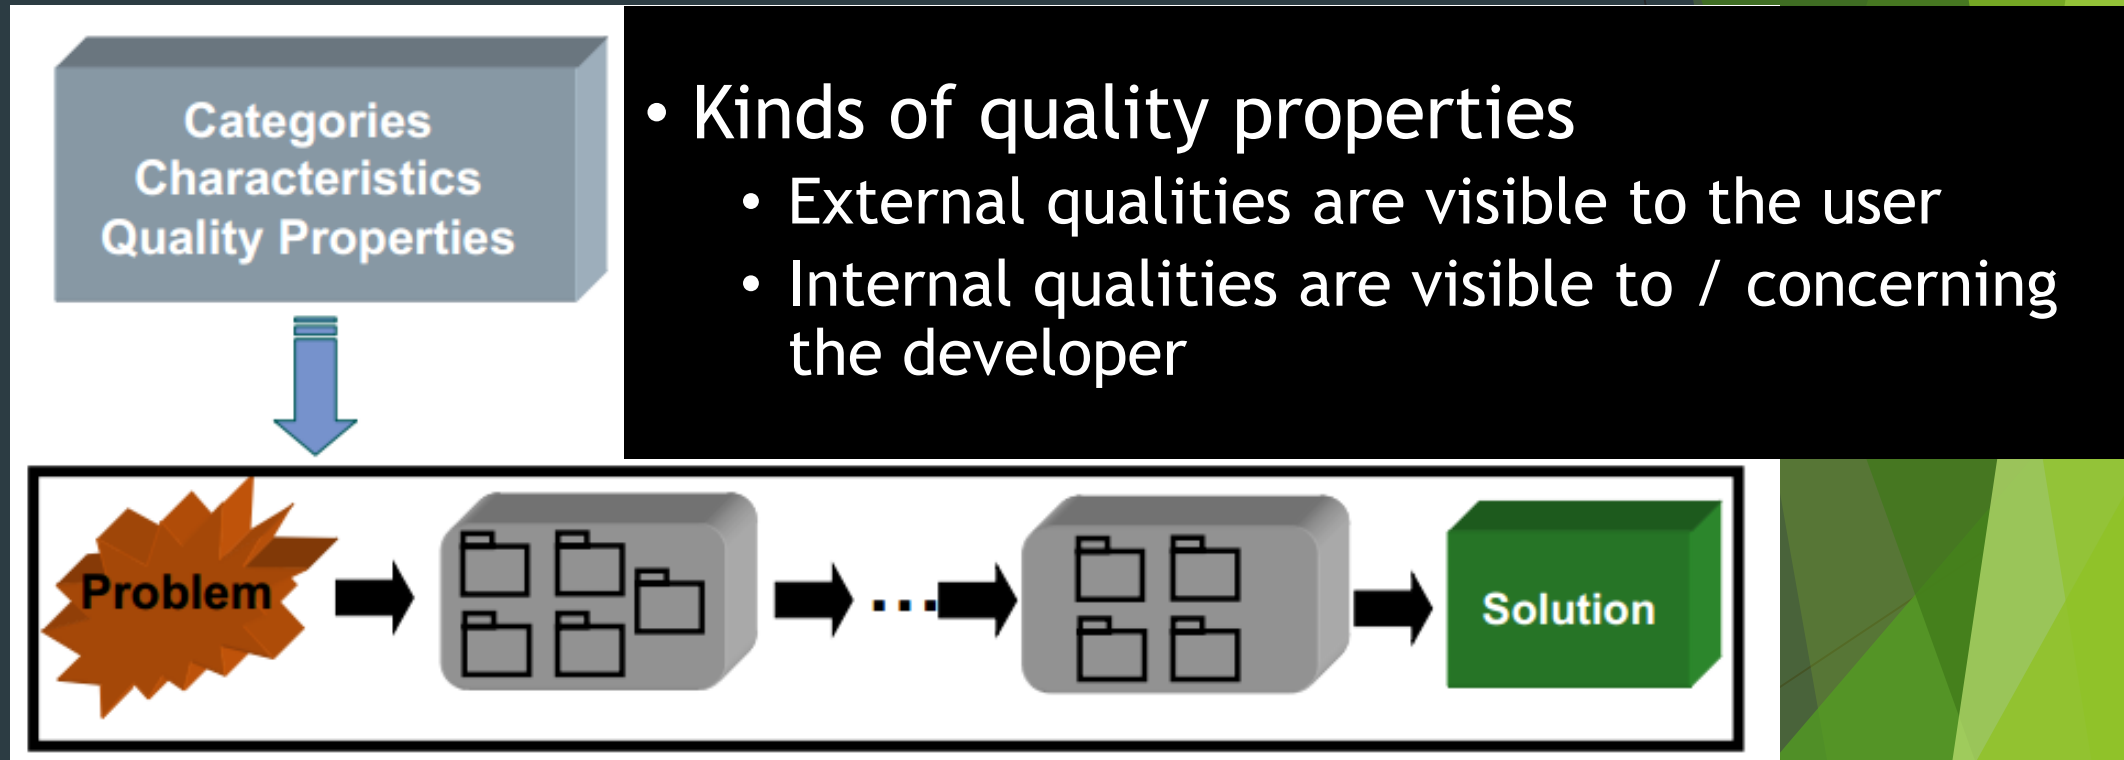 Categories
Characteristics
Quality Properties
• Kinds of quality properties
• External qualities are visible to the user
• Internal qualities are visible to / concerning
the developer
Problem
...
Solution